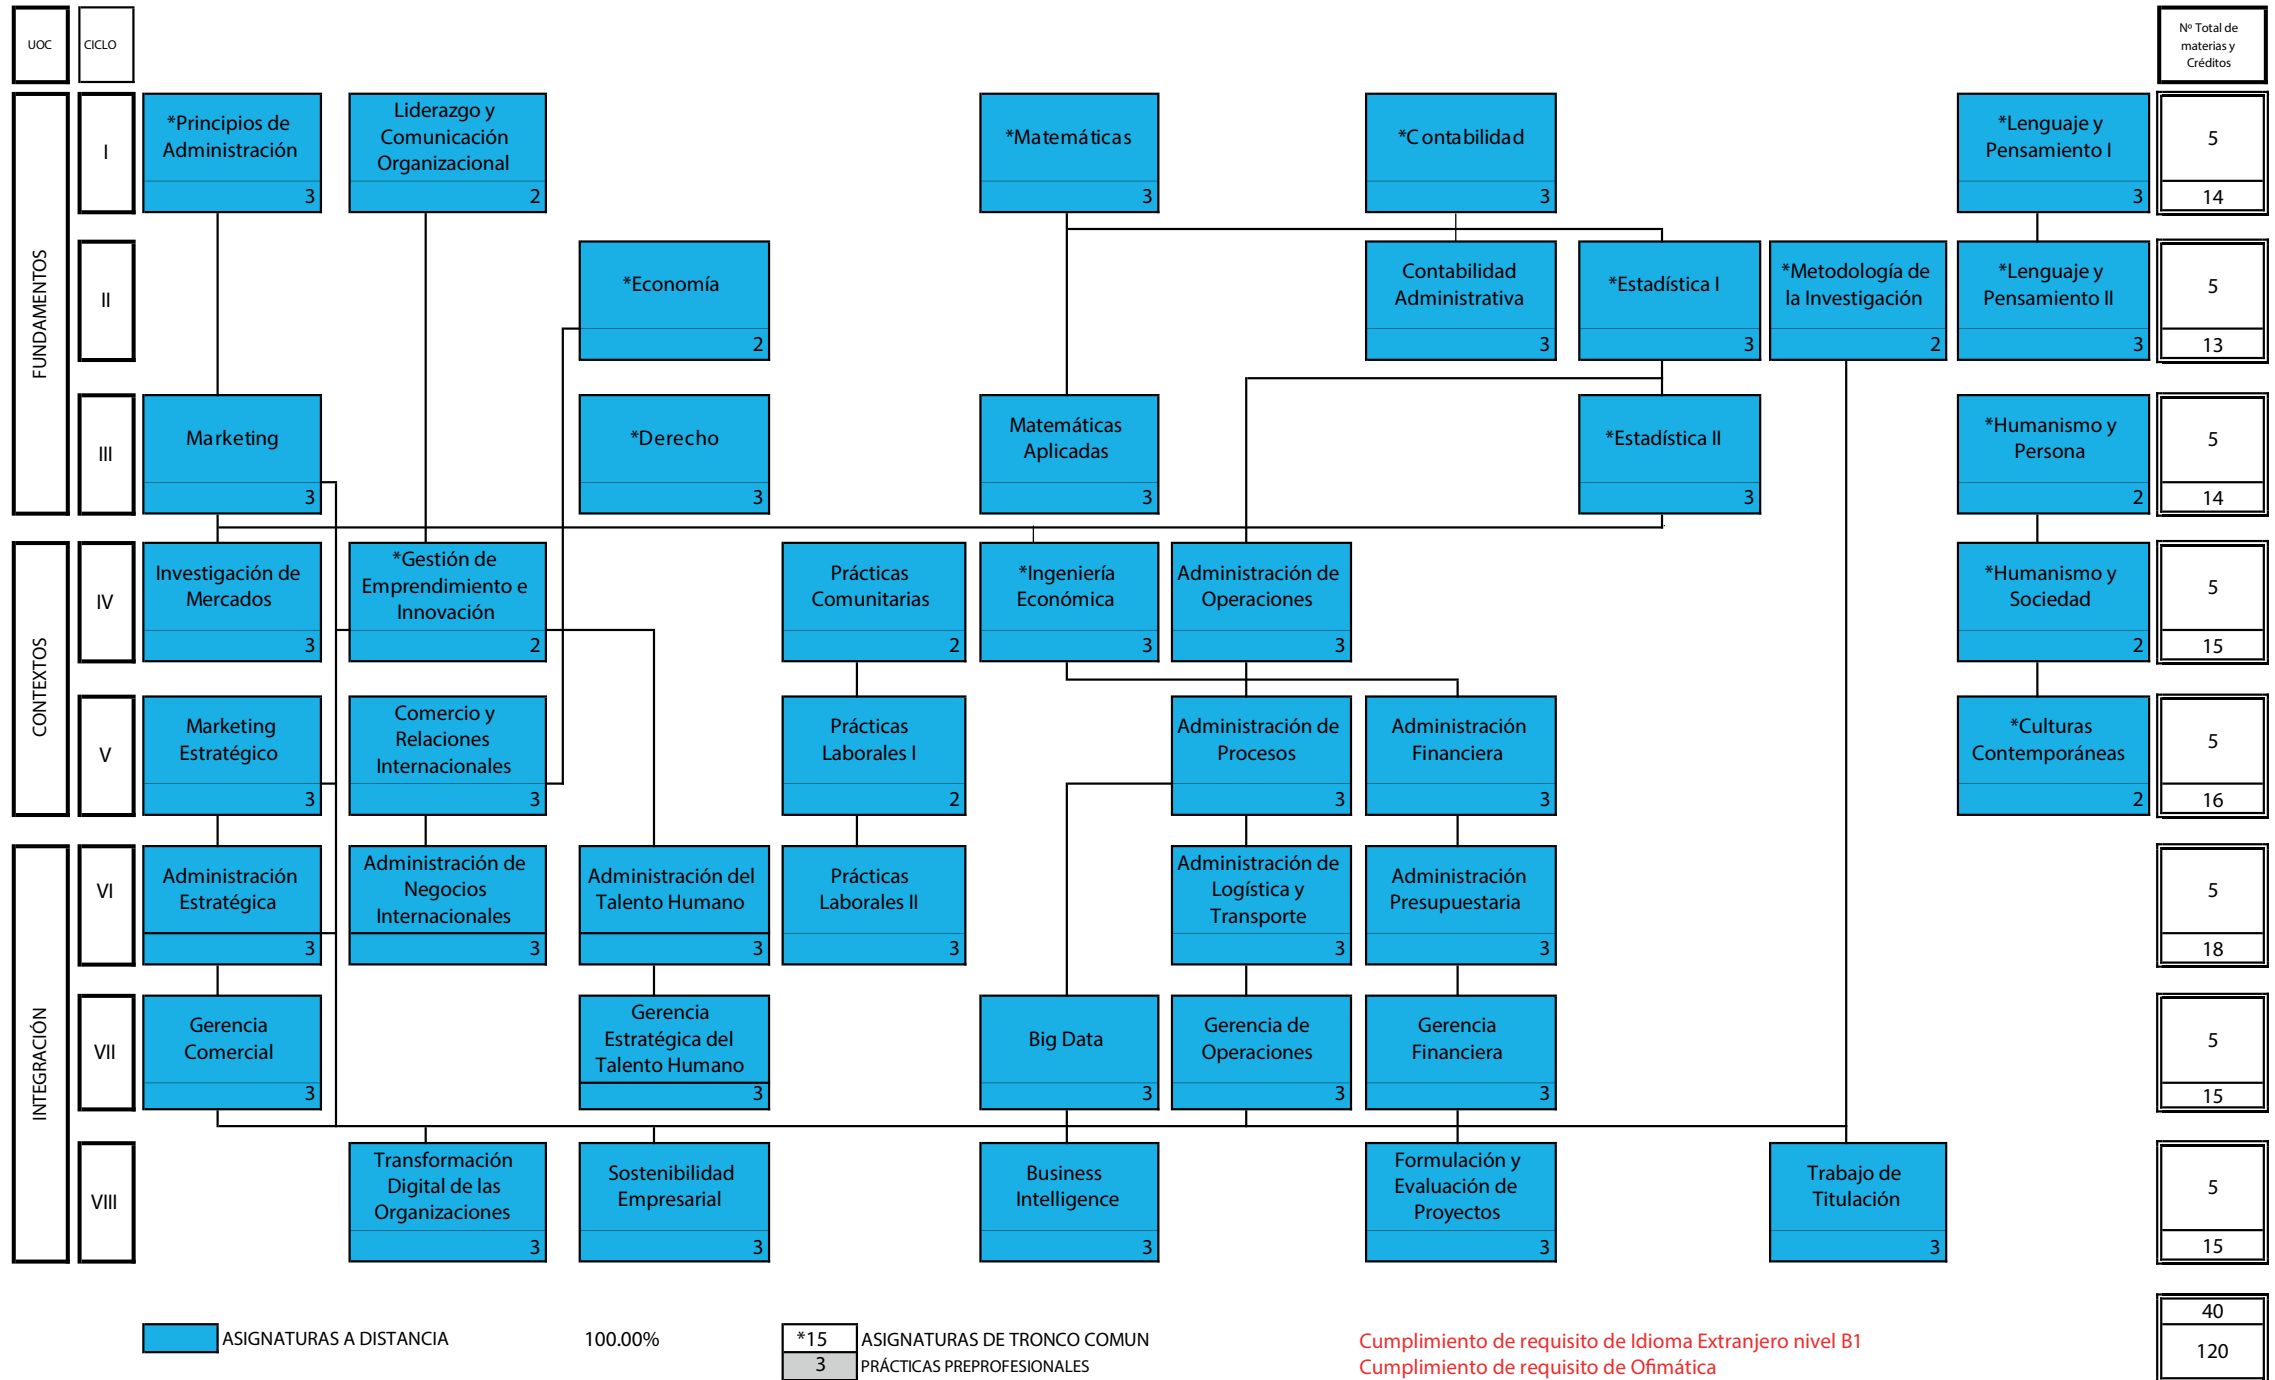 UOC
CICLO
Nº Total de
materias y
Créditos
FUNDAMENTOS
I
*Principios de
Administración
3
Liderazgo y
Comunicación
Organizacional
2
*Matemáticas
3
*Contabilidad
3
*Lenguaje y
Pensamiento I
3
5
14
II
*Economía
2
Contabilidad
Administrativa
3
*Estadística I
3
*Metodología de
la Investigación
2
*Lenguaje y
Pensamiento II
3
5
13
III
Marketing
3
*Derecho
3
Matemáticas
Aplicadas
3
*Estadística II
3
*Humanismo y
Persona
2
5
14
CONTEXTOS
IV
Investigación de
Mercados
3
*Gestión de
Emprendimiento e
Innovación
2
Prácticas
Comunitarias
2
*Ingeniería
Económica
3
Administración de
Operaciones
3
*Humanismo y
Sociedad
2
5
15
V
Marketing
Estratégico
3
Comercio y
Relaciones
Internacionales
3
Prácticas
Laborales I
2
Administración de
Procesos
3
Administración
Financiera
3
*Culturas
Contemporáneas
2
5
16
INTEGRACIÓN
VI
Administración
Estratégica
3
Administración de
Negocios
Internacionales
3
Administración del
Talento Humano
3
Prácticas
Laborales II
3
Administración de
Logística y
Transporte
3
Administración
Presupuestaria
3
5
18
VII
Gerencia
Comercial
3
Gerencia
Estratégica del
Talento Humano
3
Big Data
3
Gerencia de
Operaciones
3
Gerencia
Financiera
3
5
15
VIII
Transformación
Digital de las
Organizaciones
3
Sostenibilidad
Empresarial
3
Business
Intelligence
3
Formulación y
Evaluación de
Proyectos
3
Trabajo de
Titulación
3
5
15
40
120
ASIGNATURAS A DISTANCIA 100.00%
*15 ASIGNATURAS DE TRONCO COMUN
3 PRÁCTICAS PREPROFESIONALES
Cumplimiento de requisito de Idioma Extranjero nivel B1
Cumplimiento de requisito de Ofimática